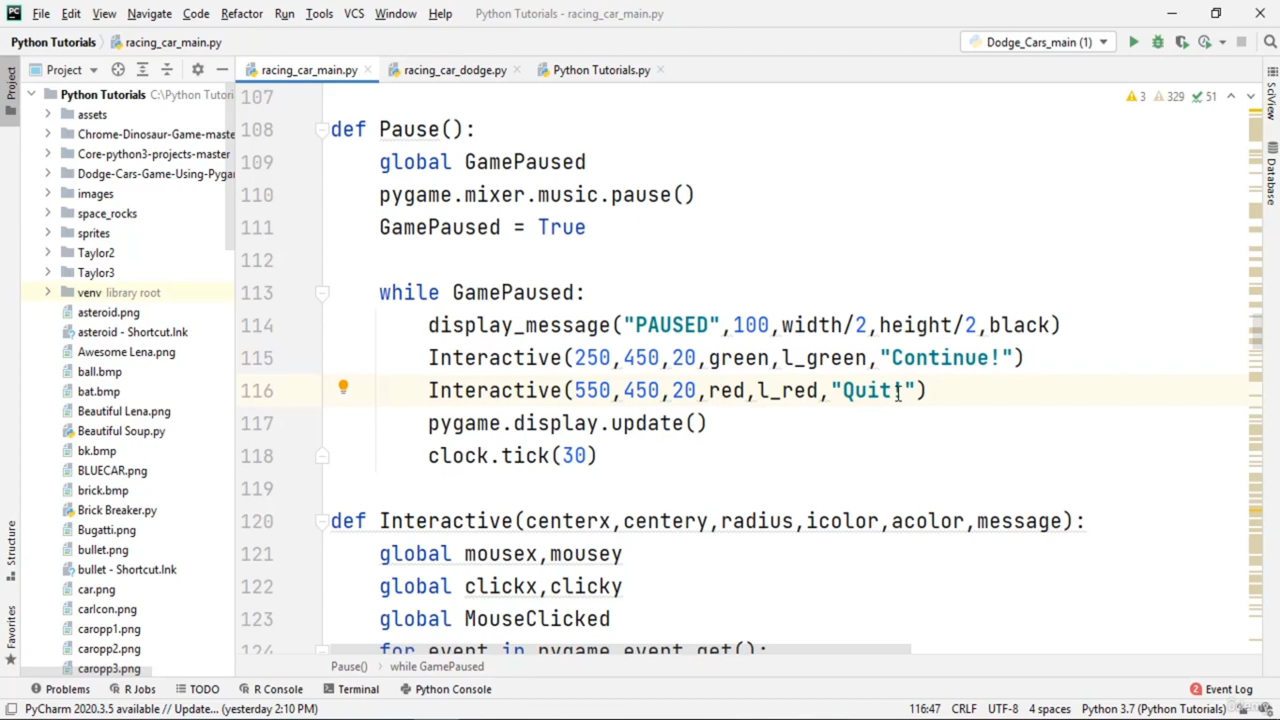 PC File Edit View Navigate Code Refactor Run Tools VCS Window Help Python Tutorials - racing_car_main.py
Python Tutorials racing_car_main.py Dodge_Cars_main (1)
Project racing_car_main.py racing_car_dodge.py Python Tutorials.py
Project
SciView
Database
Structure
Favorites
Python Tutorials C:\Python Tutori
assets
Chrome-Dinosaur-Game-maste
Core-python3-projects-master
Dodge-Cars-Game-Using-Pygar
images
space_rocks
sprites
Taylor2
Taylor3
venv library root
asteroid.png
asteroid - Shortcut.lnk
Awesome Lena.png
ball.bmp
bat.bmp
Beautiful Lena.png
Beautiful Soup.py
bk.bmp
BLUECAR.png
brick.bmp
Brick Breaker.py
Bugatti.png
bullet.png
bullet - Shortcut.lnk
car.png
carIcon.png
caropp1.png
caropp2.png
caropp3.png
3 329 51
107
108 def Pause():
109 global GamePaused
110 pygame.mixer.music.pause()
111 GamePaused = True
112
113 while GamePaused:
114 display_message("PAUSED",100,width/2,height/2,black)
115 Interactive(250,450,20,green,l_green,"Continue!")
116 Interactive(550,450,20,red,l_red,"Quit!")
117 pygame.display.update()
118 clock.tick(30)
119
120 def Interactive(centerx,centery,radius,icolor,acolor,message):
121 global mousex,mousey
122 global clickx,clicky
123 global MouseClicked
124 for event in pygame.event.get():
Pause() while GamePaused
Problems R Jobs TODO R Console Terminal Python Console Event Log
PyCharm 2020.3.5 available // Update... (yesterday 2:10 PM) 116:47 CRLF UTF-8 4 spaces Python 3.7 (Python Tutorials)